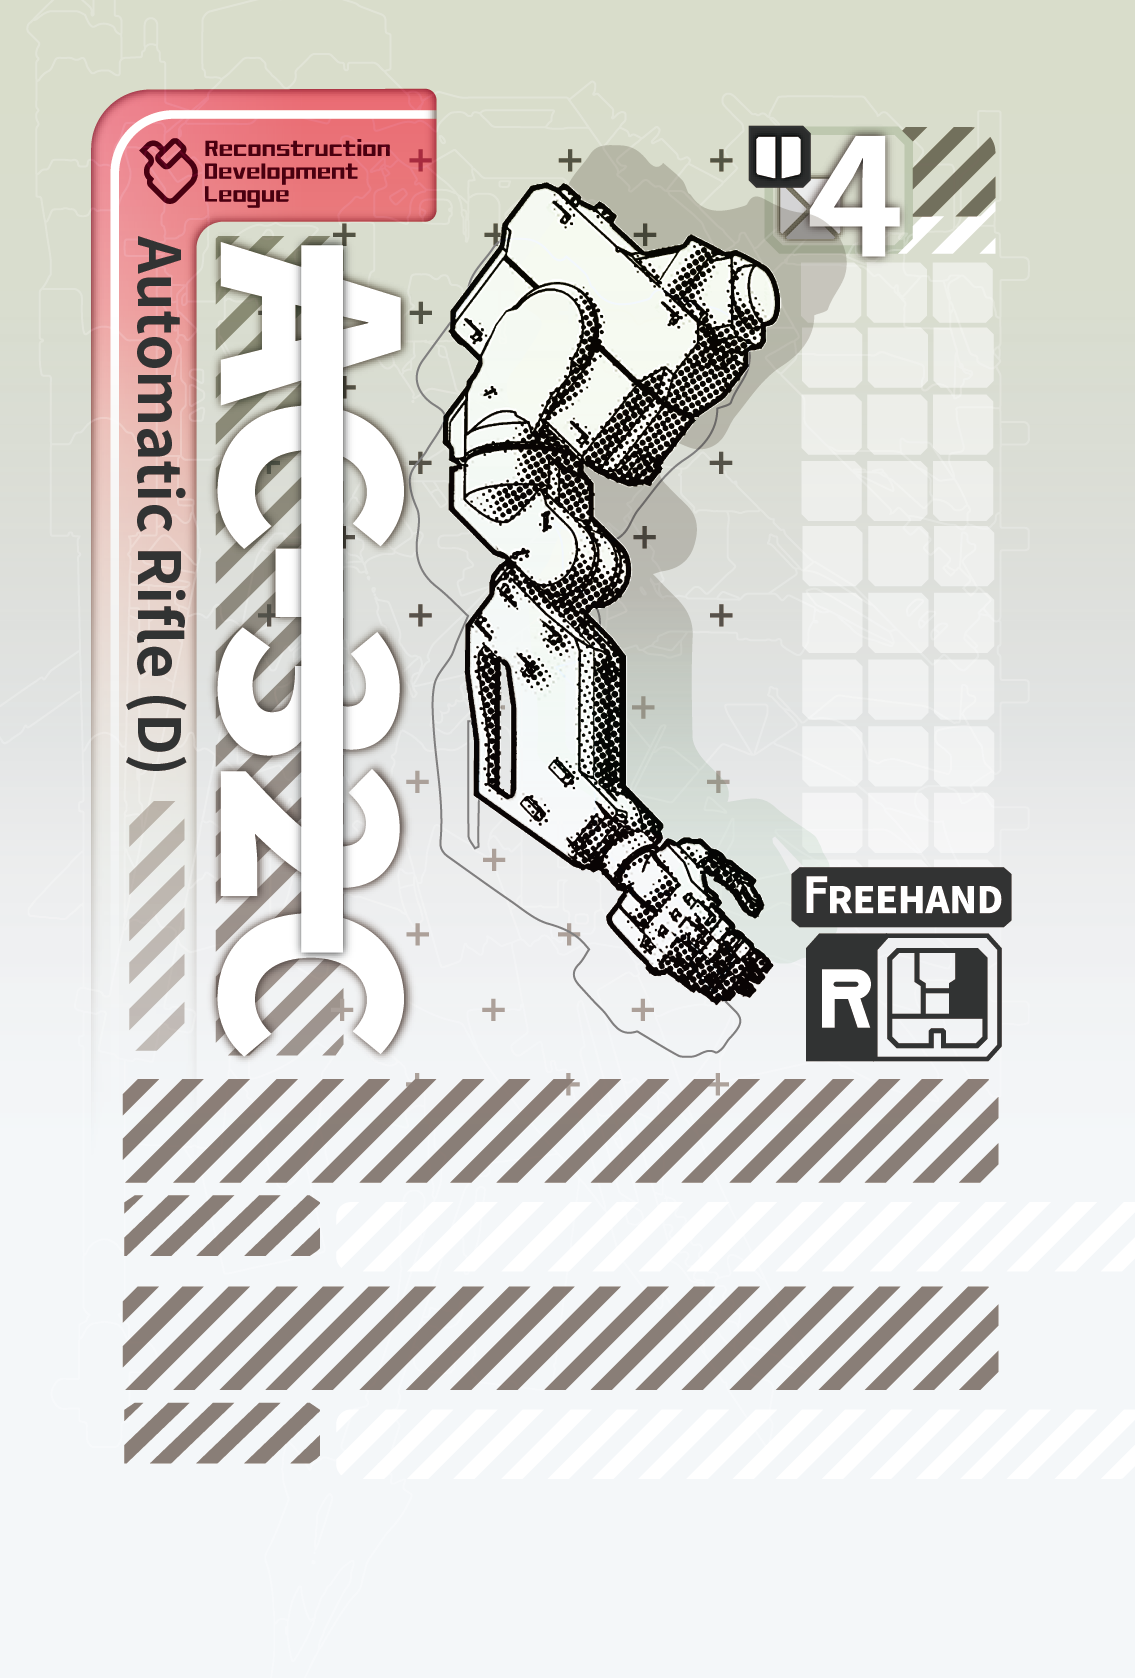 Reconstruction
Development
League
Automatic Rifle (D)
AC-32C
4
FREEHAND
R